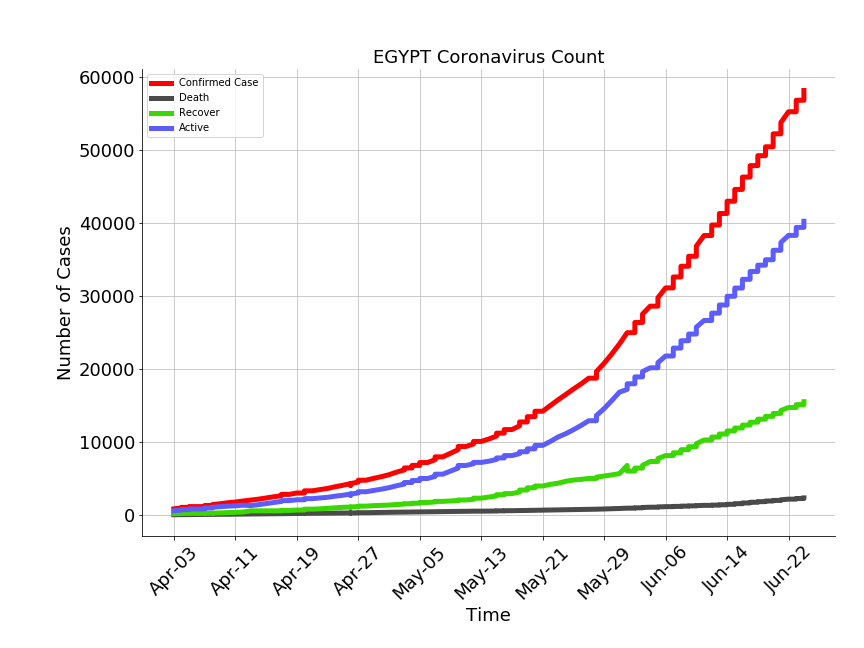 EGYPT Coronavirus Count
60000
50000
40000
30000
20000
10000
0
Number of Cases
Confirmed Case
Death
Recover
Active
Apr-03
Apr-11
Apr-19
Apr-27
May-05
May-13
May-21
May-29
Jun-06
Jun-14
Jun-22
Time